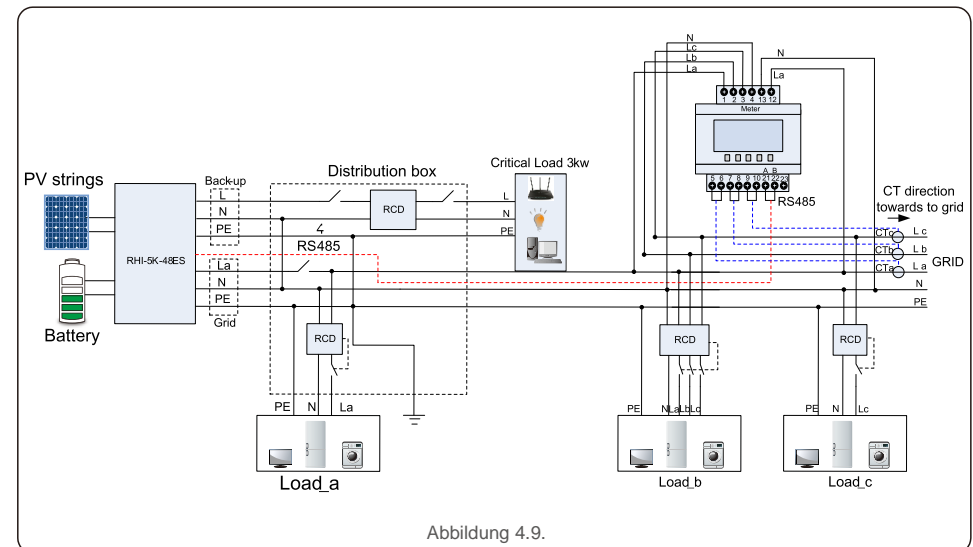 N
Lc
Lb
La
N
La
1 2 3 4 13 12
Meter
A B
5 6 7 8 9 10 21 22 23
RS485
CT direction
towards to grid
PV strings
Battery
RHI-5K-48ES
Back-up
L
N
PE
La
N
PE
Grid
Distribution box
RCD
4
RS485
Critical Load 3kw
L
N
PE
CTc
L c
CTb
L b
CTa
L a
GRID
N
PE
RCD
PE N La
Load_a
RCD
PE NLaLbLc
Load_b
RCD
PE N Lc
Load_c
Abbildung 4.9.